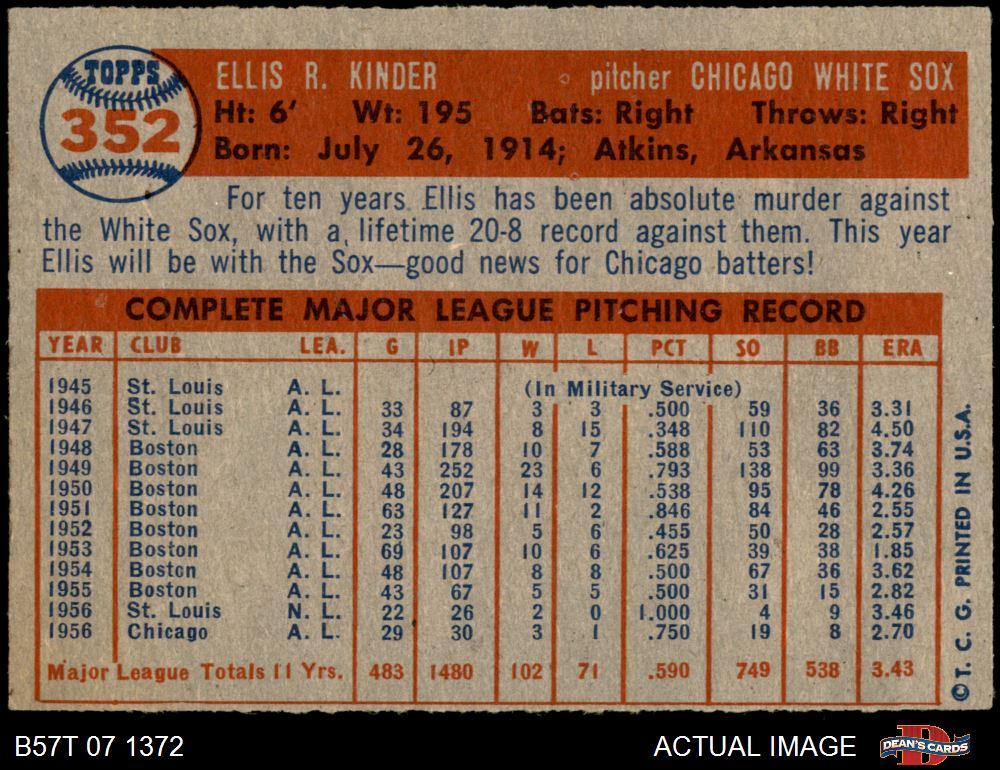 TOPPS
352
ELLIS R. KINDER pitcher CHICAGO WHITE SOX
Ht: 6' Wt: 195 Bats: Right Throws: Right
Born: July 26, 1914; Atkins, Arkansas
For ten years Ellis has been absolute murder against
the White Sox, with a lifetime 20-8 record against them. This year
Ellis will be with the Sox—good news for Chicago batters!
COMPLETE MAJOR LEAGUE PITCHING RECORD
YEAR CLUB LEA. G IP W L PCT SO BB ERA
1945 St. Louis A. L. (In Military Service)
1946 St. Louis A. L. 33 87 3 3 .500 59 36 3.31
1947 St. Louis A. L. 34 194 8 15 .348 110 82 4.50
1948 Boston A. L. 28 178 10 7 .588 53 63 3.74
1949 Boston A. L. 43 252 23 6 .793 138 99 3.36
1950 Boston A. L. 48 207 14 12 .538 95 78 4.26
1951 Boston A. L. 63 127 11 2 .846 84 46 2.55
1952 Boston A. L. 23 98 5 6 .455 50 28 2.57
1953 Boston A. L. 69 107 10 6 .625 39 38 1.85
1954 Boston A. L. 48 107 8 8 .500 67 36 3.62
1955 Boston A. L. 43 67 5 5 .500 31 15 2.82
1956 St. Louis N. L. 22 26 2 0 1.000 4 9 3.46
1956 Chicago A. L. 29 30 3 1 .750 19 8 2.70
Major League Totals 11 Yrs. 483 1480 102 71 .590 749 538 3.43
© T. C. G. PRINTED IN U.S.A.
B57T 07 1372 ACTUAL IMAGE D DEAN'S CARDS